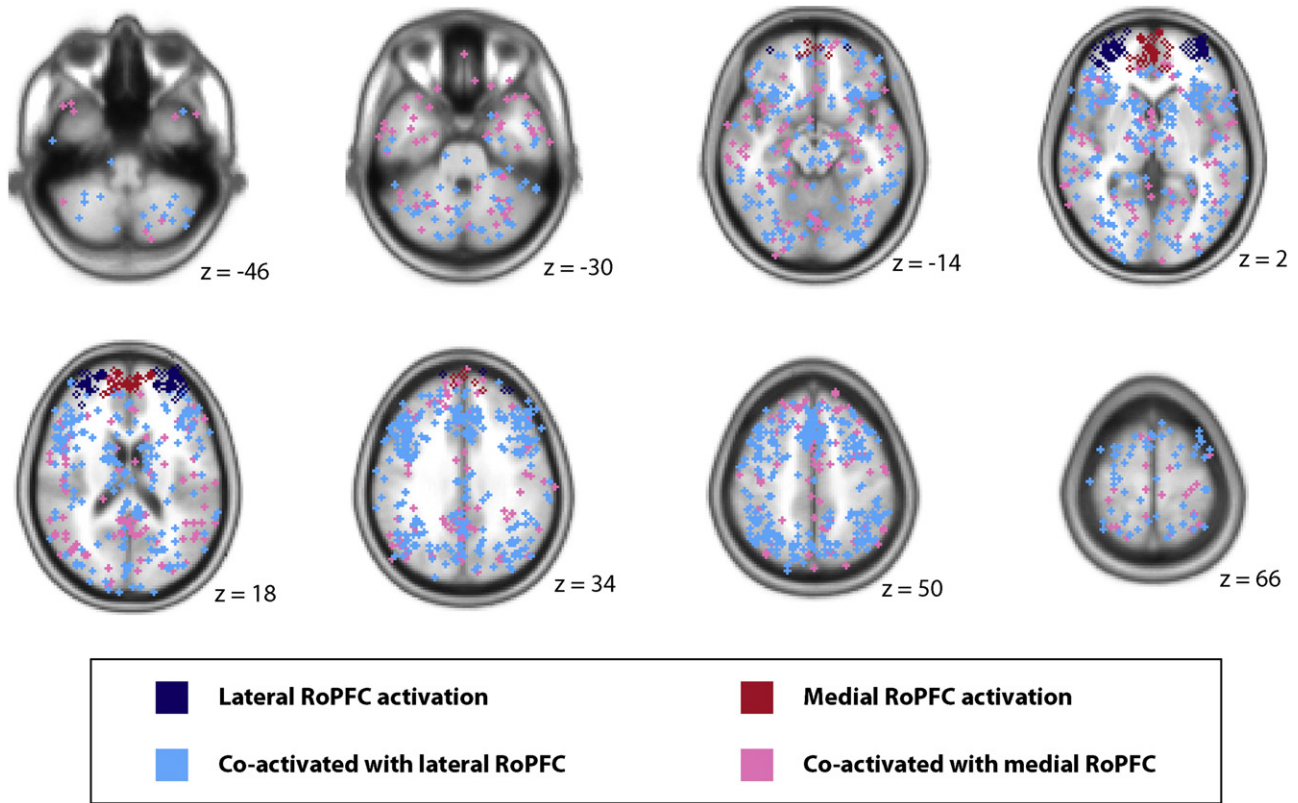 z = -46
z = -30
z = -14
z = 2
z = 18
z = 34
z = 50
z = 66
Lateral RoPFC activation
Medial RoPFC activation
Co-activated with lateral RoPFC
Co-activated with medial RoPFC